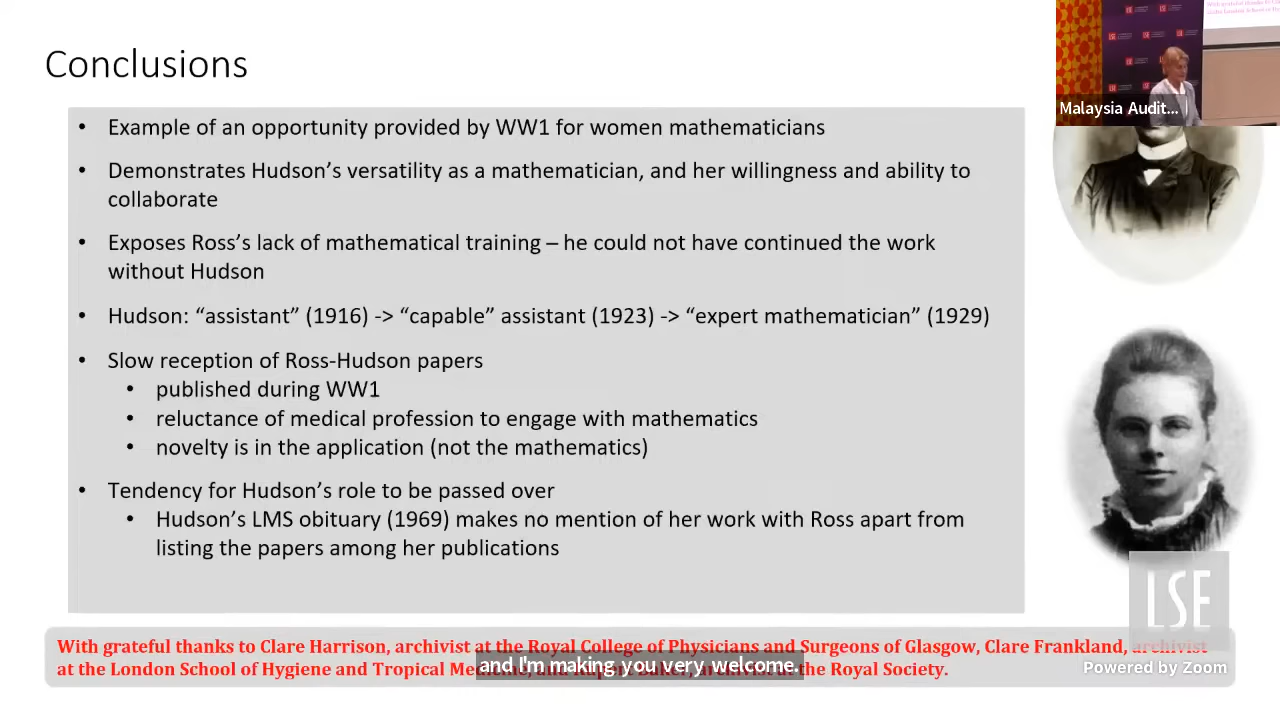 Conclusions
• Example of an opportunity provided by WW1 for women mathematicians
• Demonstrates Hudson’s versatility as a mathematician, and her willingness and ability to
collaborate
• Exposes Ross’s lack of mathematical training – he could not have continued the work
without Hudson
• Hudson: “assistant” (1916) -> “capable” assistant (1923) -> “expert mathematician” (1929)
• Slow reception of Ross-Hudson papers
• published during WW1
• reluctance of medical profession to engage with mathematics
• novelty is in the application (not the mathematics)
• Tendency for Hudson’s role to be passed over
• Hudson’s LMS obituary (1969) makes no mention of her work with Ross apart from
listing the papers among her publications
With grateful thanks to Clare Harrison, archivist at the Royal College of Physicians and Surgeons of Glasgow, Clare Frankland, archivist
at the London School of Hygiene and Tropical Medicine, and Rupert Baker, archivist at the Royal Society.
and I'm making you very welcome.
Malaysia Audit...
LSE
Powered by Zoom